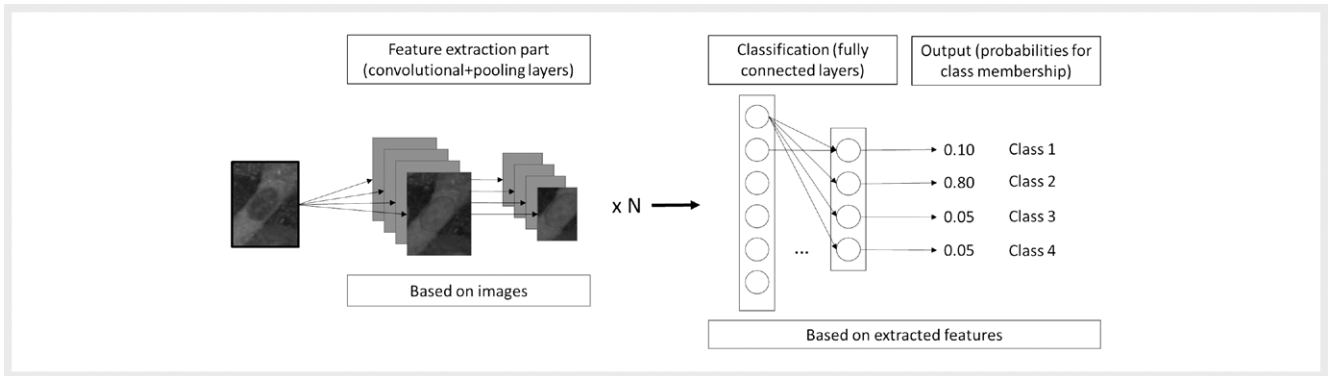 Feature extraction part
(convolutional+pooling layers)
Classification (fully
connected layers)
Output (probabilities for
class membership)
x N
...
0.10 Class 1
0.80 Class 2
0.05 Class 3
0.05 Class 4
Based on images
Based on extracted features